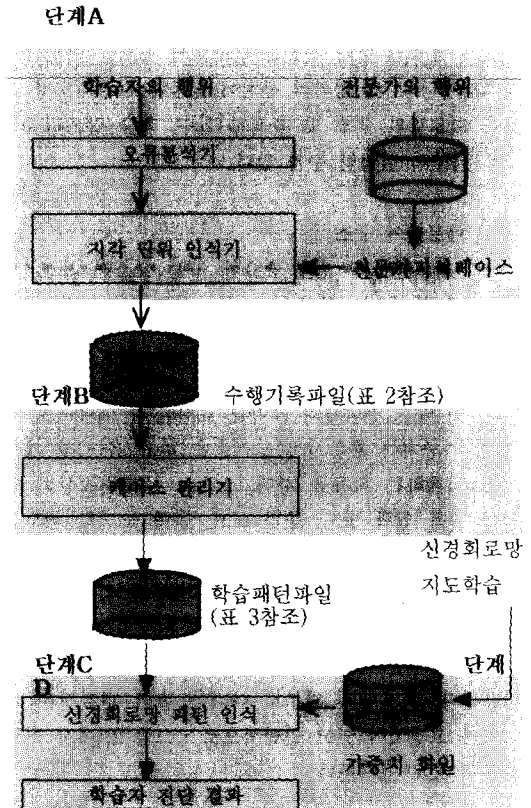 단계A
학습자의 행위
전문가의 행위
오류분석기
지각 단위 인식기
전문가지식베이스
단계B
수행기록파일(표 2참조)
케이스 관리기
신경회로망
지도학습
학습패턴파일
(표 3참조)
단계C
단계
D
신경회로망 패턴 인식
가중치 화일
학습자 진단 결과